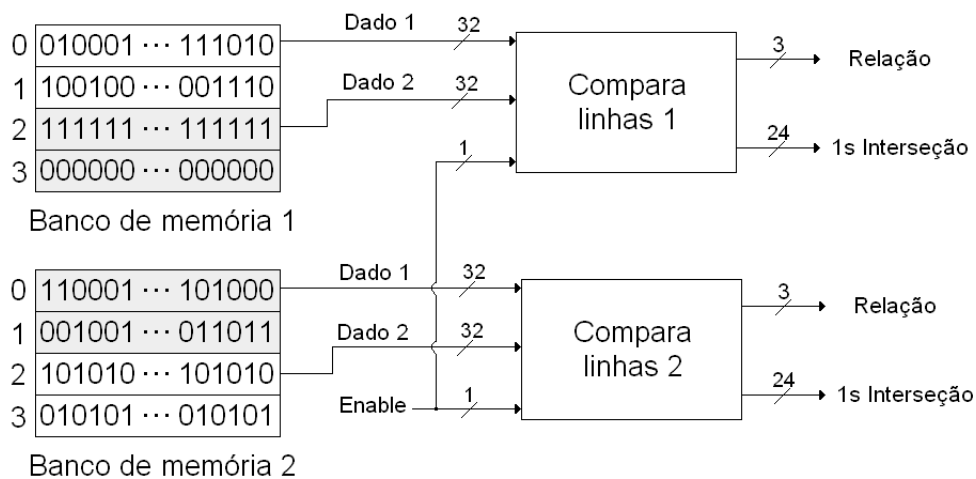 0 010001 ··· 111010
1 100100 ··· 001110
2 111111 ··· 111111
3 000000 ··· 000000
Banco de memória 1
Dado 1 32
Dado 2 32
1
Compara
linhas 1
3 Relação
24 1s Interseção
0 110001 ··· 101000
1 001001 ··· 011011
2 101010 ··· 101010
3 010101 ··· 010101
Banco de memória 2
Dado 1 32
Dado 2 32
Enable 1
Compara
linhas 2
3 Relação
24 1s Interseção